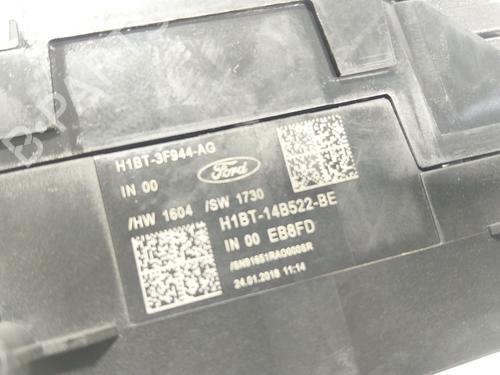 H1BT-3F944-AG
IN 00
Ford
/HW 1604 /SW 1730
H1BT-14B522-BE
IN 00 EB8FD
24.01.2018 11:14